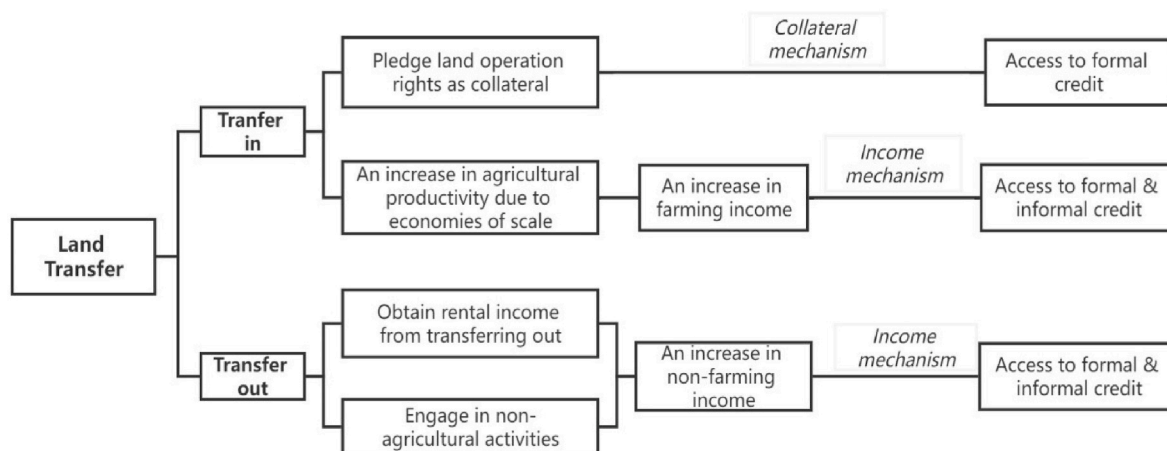 Collateral
mechanism
Pledge land operation
rights as collateral
Access to formal
credit
Tranfer
in
Income
mechanism
An increase in agricultural
productivity due to
economies of scale
An increase in
farming income
Access to formal &
informal credit
Land
Transfer
Obtain rental income
from transferring out
Income
mechanism
Transfer
out
An increase in
non-farming
income
Access to formal &
informal credit
Engage in non-
agricultural activities